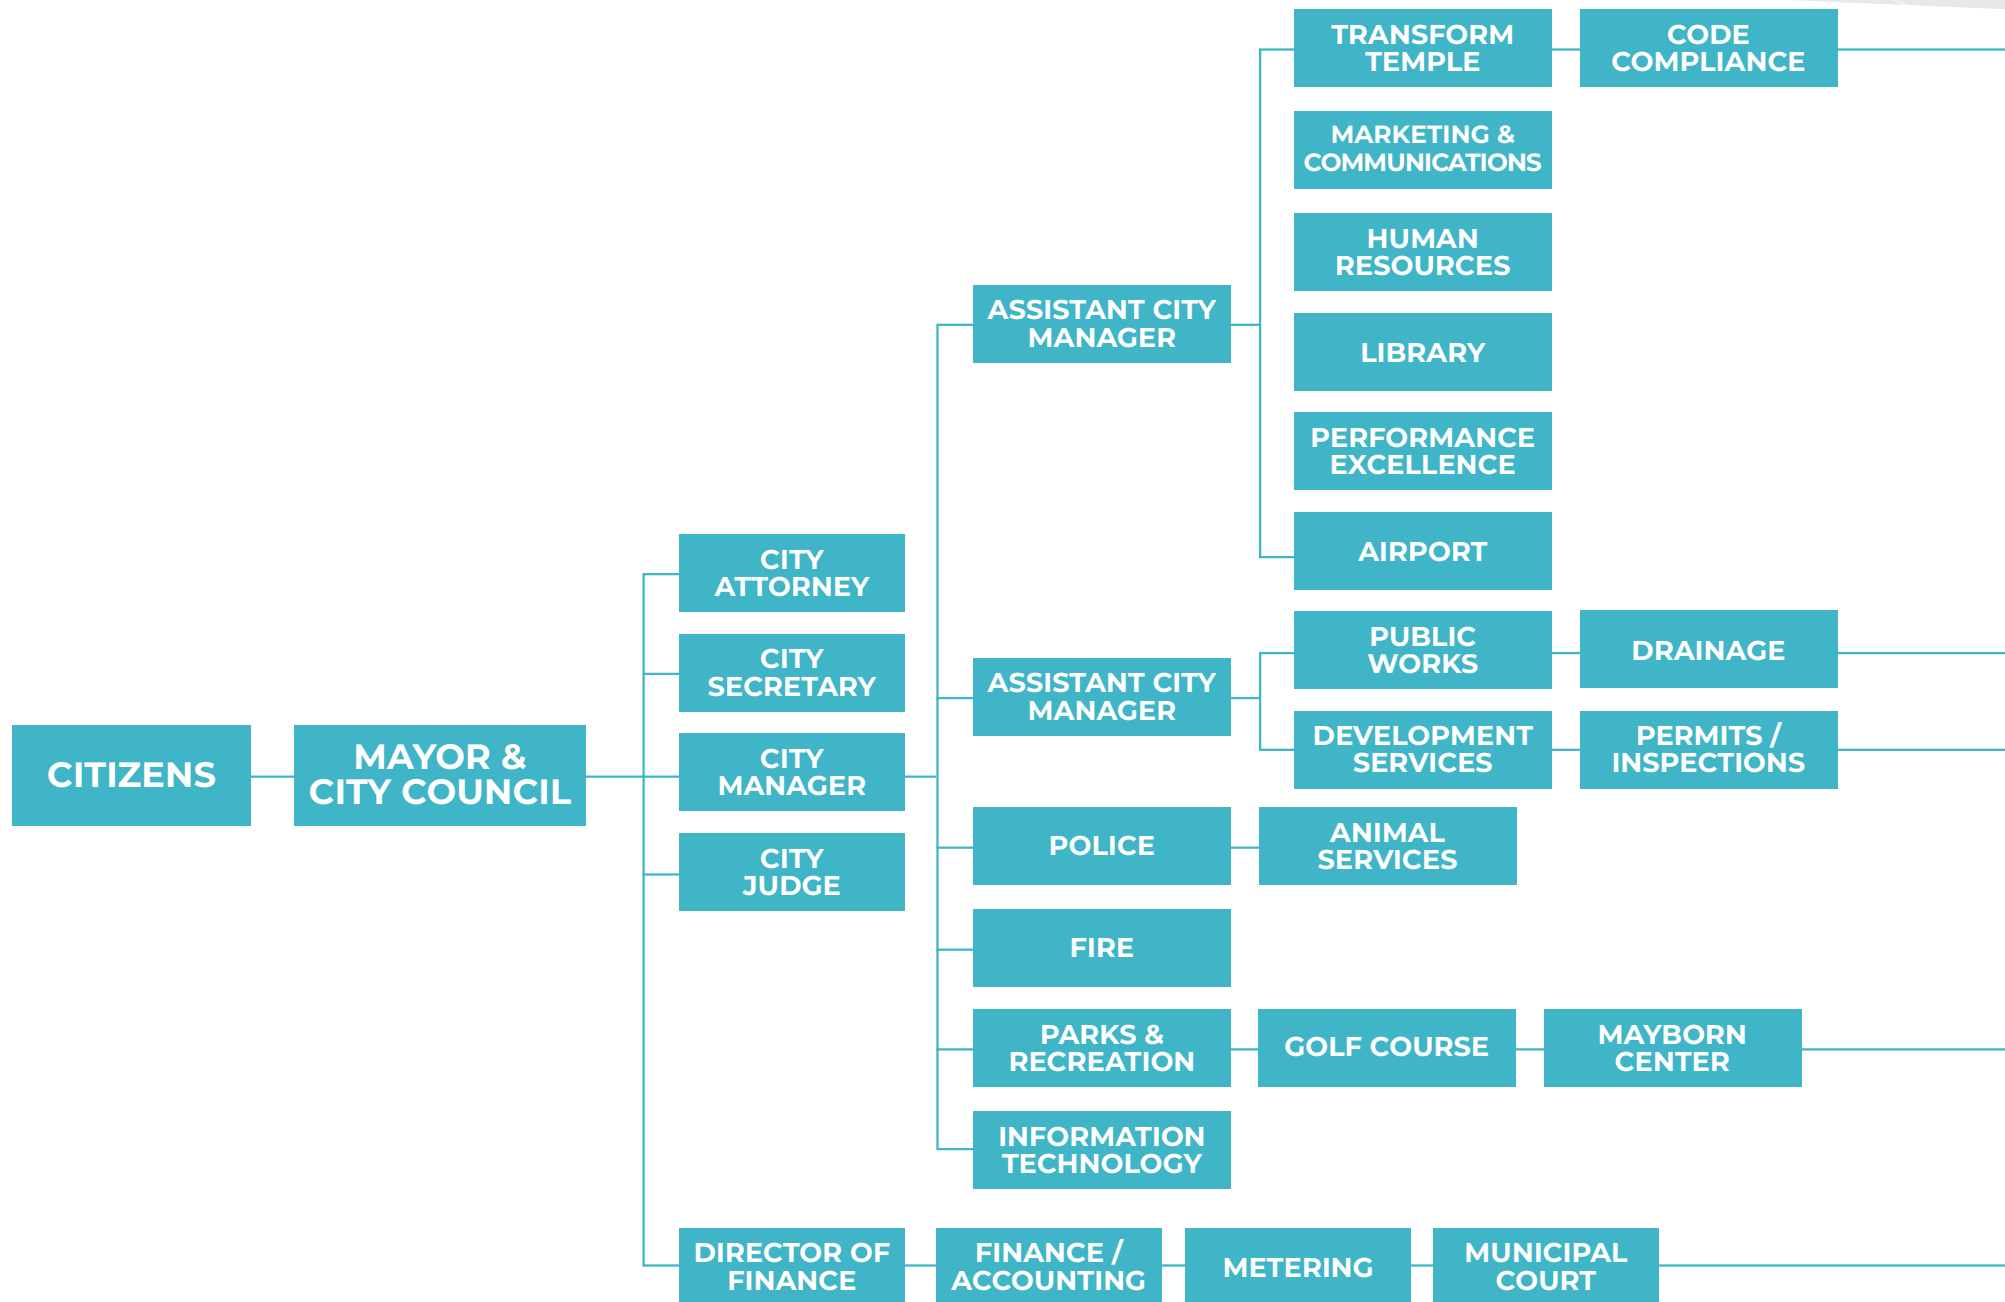 TRANSFORM
TEMPLE
CODE
COMPLIANCE
MARKETING &
COMMUNICATIONS
HUMAN
RESOURCES
ASSISTANT CITY
MANAGER
LIBRARY
PERFORMANCE
EXCELLENCE
AIRPORT
CITY
ATTORNEY
CITY
SECRETARY
CITIZENS
MAYOR &
CITY COUNCIL
CITY
MANAGER
CITY
JUDGE
ASSISTANT CITY
MANAGER
PUBLIC
WORKS
DRAINAGE
DEVELOPMENT
SERVICES
PERMITS /
INSPECTIONS
POLICE
ANIMAL
SERVICES
FIRE
PARKS &
RECREATION
GOLF COURSE
MAYBORN
CENTER
INFORMATION
TECHNOLOGY
DIRECTOR OF
FINANCE
FINANCE /
ACCOUNTING
METERING
MUNICIPAL
COURT